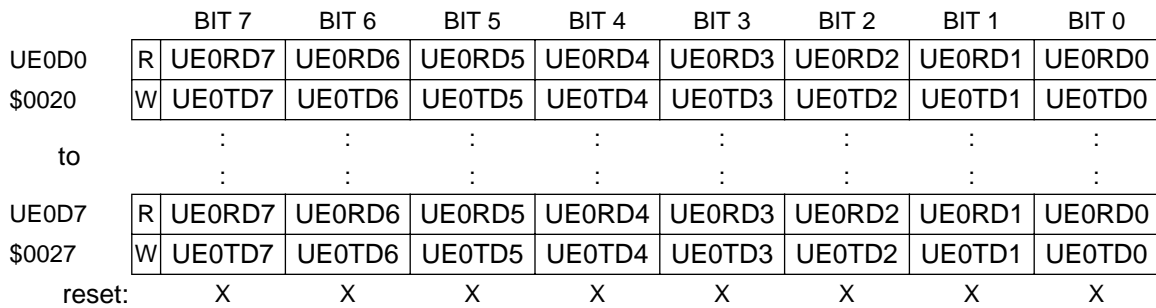 BIT 7 BIT 6 BIT 5 BIT 4 BIT 3 BIT 2 BIT 1 BIT 0
UE0D0 R UE0RD7 UE0RD6 UE0RD5 UE0RD4 UE0RD3 UE0RD2 UE0RD1 UE0RD0
$0020 W UE0TD7 UE0TD6 UE0TD5 UE0TD4 UE0TD3 UE0TD2 UE0TD1 UE0TD0
: : : : : : : :
to
: : : : : : : :
UE0D7 R UE0RD7 UE0RD6 UE0RD5 UE0RD4 UE0RD3 UE0RD2 UE0RD1 UE0RD0
$0027 W UE0TD7 UE0TD6 UE0TD5 UE0TD4 UE0TD3 UE0TD2 UE0TD1 UE0TD0
reset: X X X X X X X X